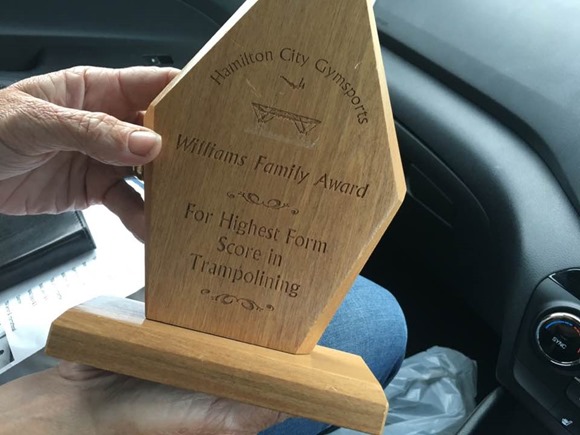 Hamilton City Gymsports
Williams Family Award
For Highest Form
Score in
Trampolining
SYNC